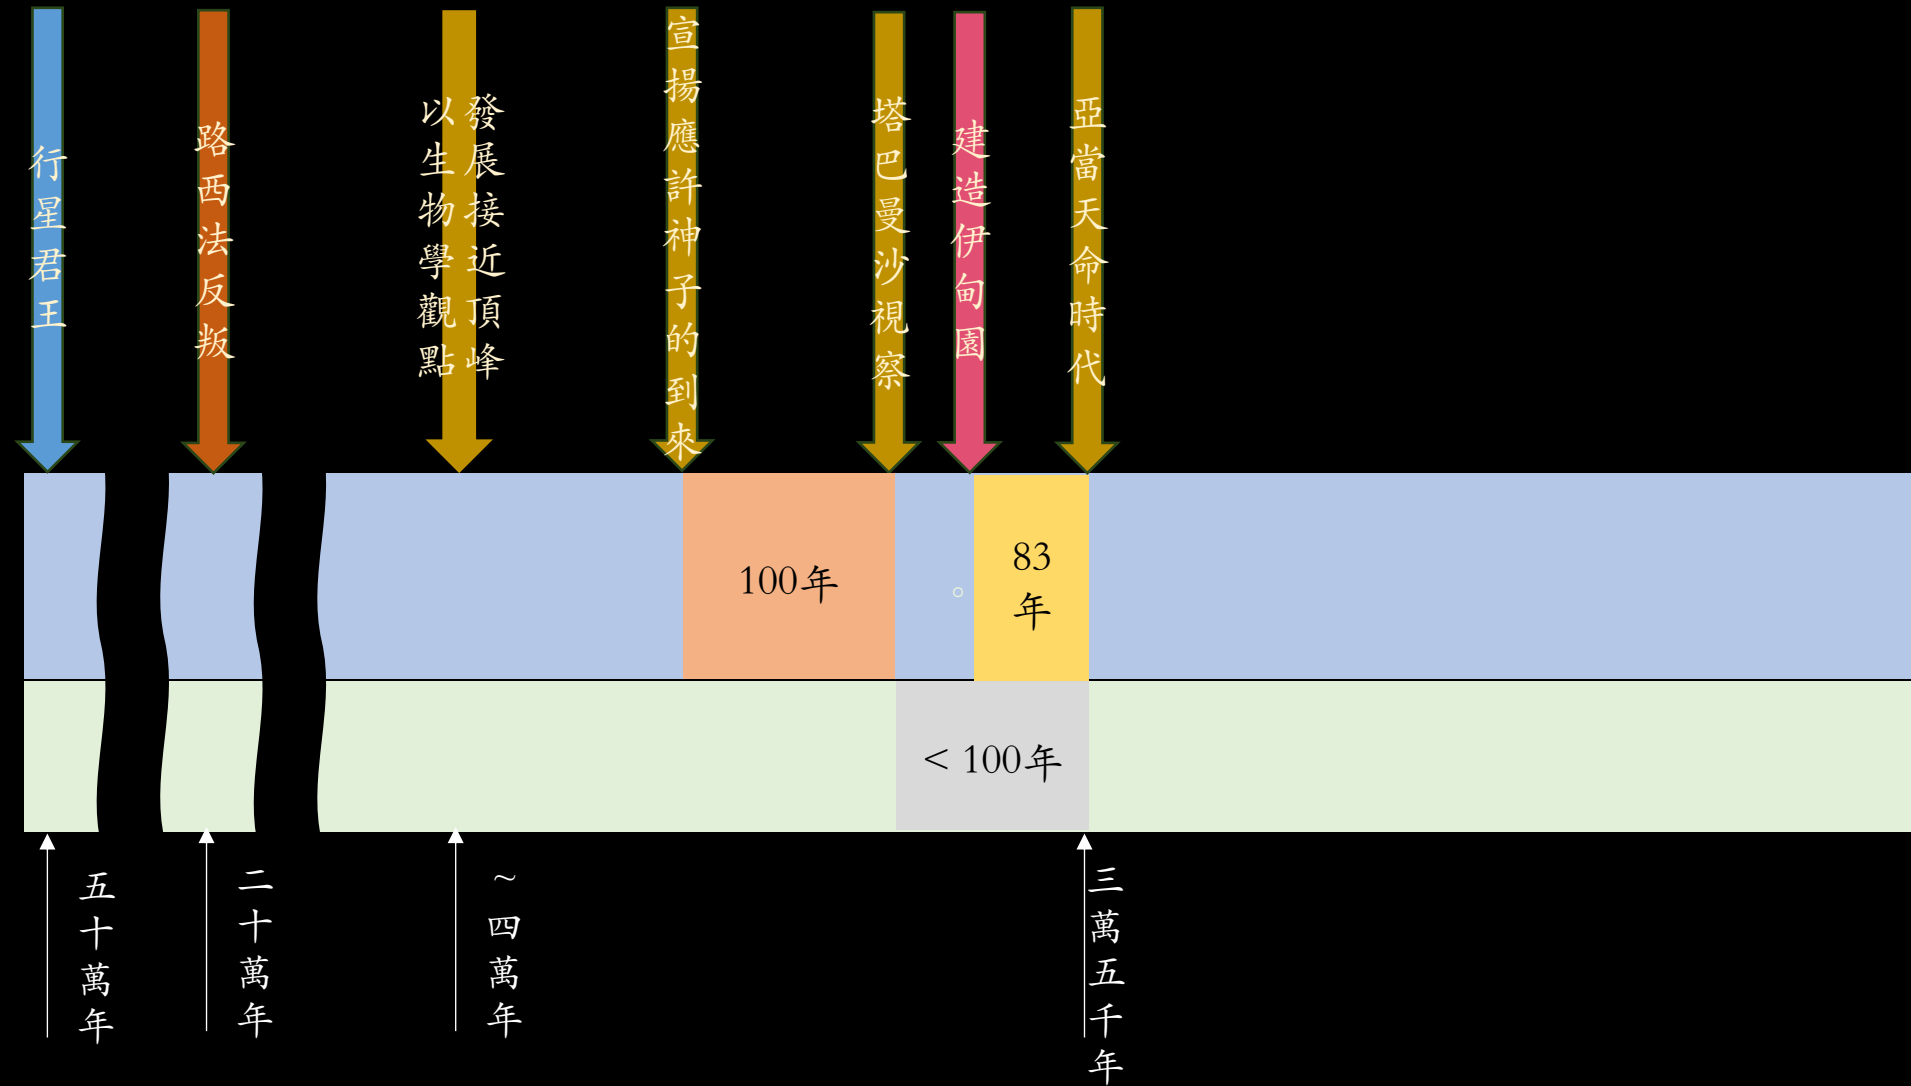 行星君王
路西法反叛
以生物學觀點
發展接近頂峰
宣揚應許神子的到來
塔巴曼沙視察
建造伊甸園
亞當天命時代
100年
。
83
年
< 100年
五十萬年
二十萬年
~四萬年
三萬五千年